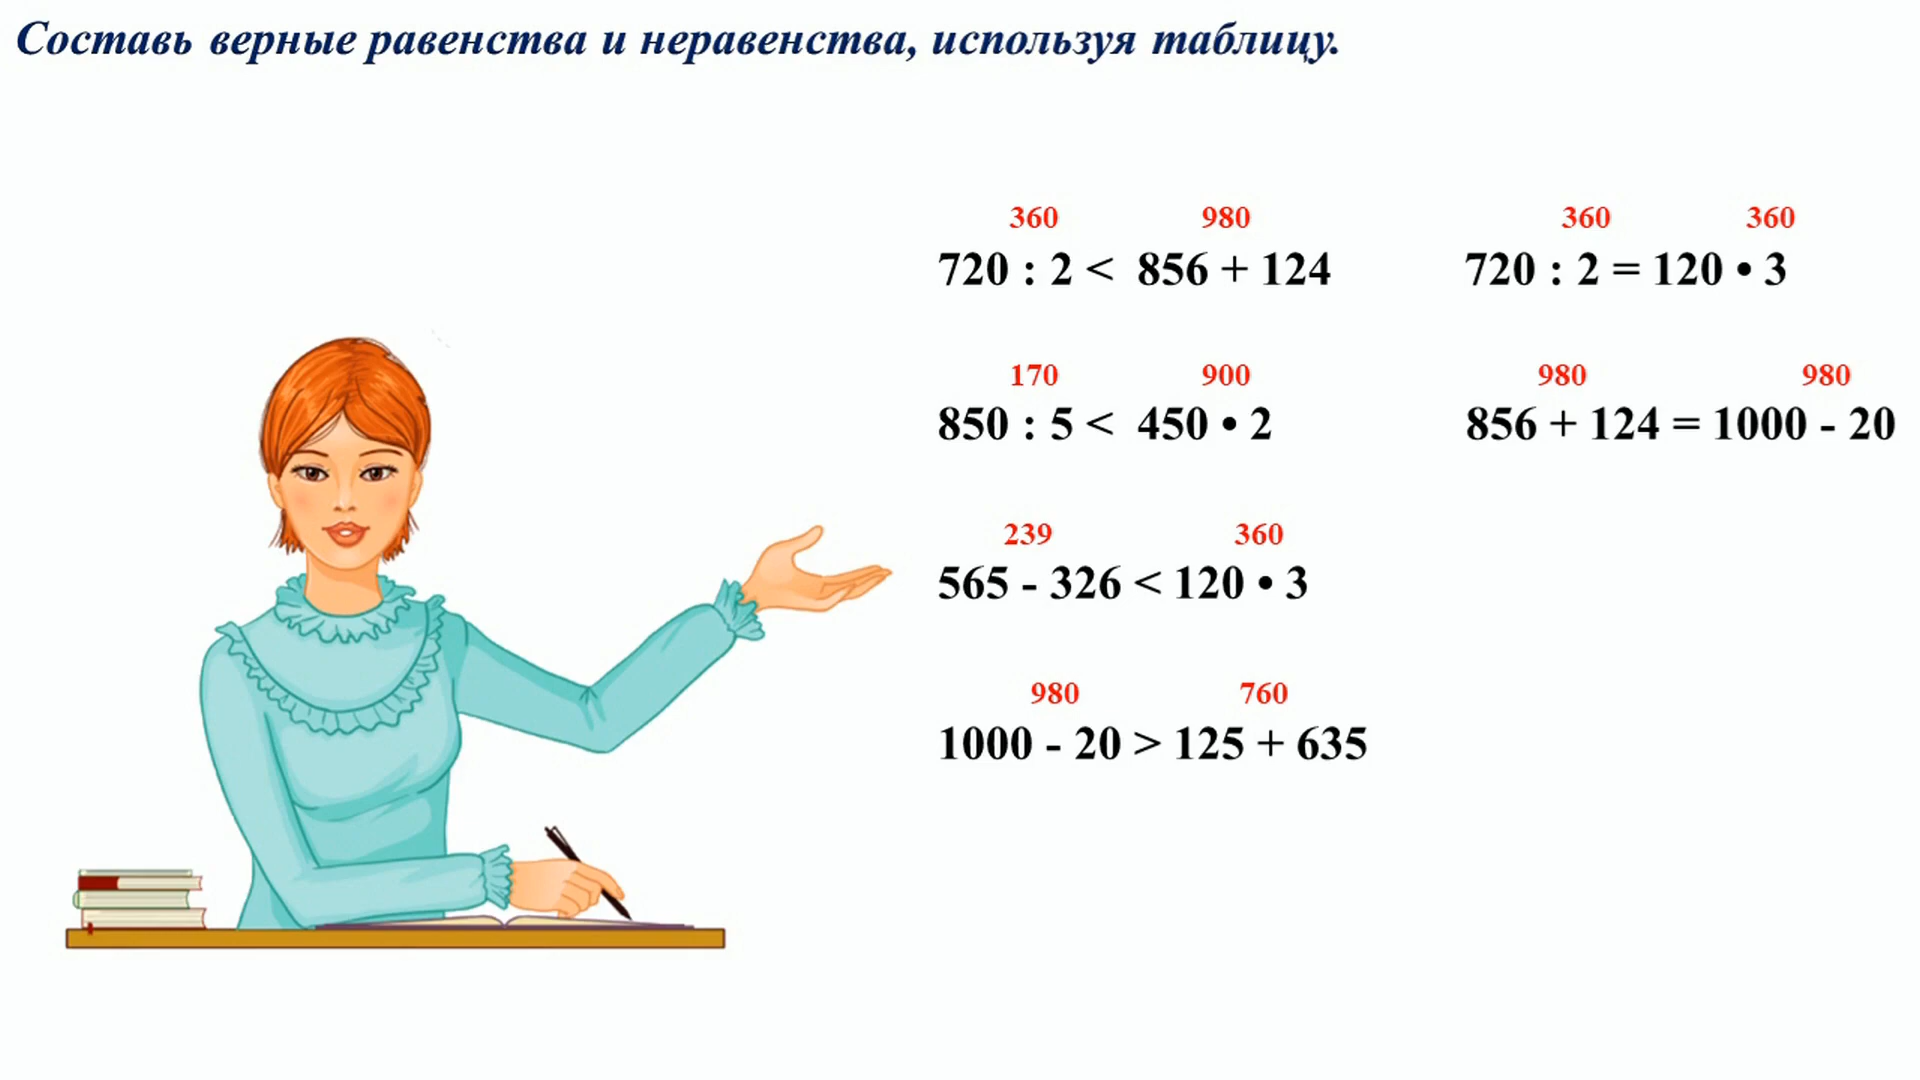 Составь верные равенства и неравенства, используя таблицу.
360 980
720 : 2 < 856 + 124
170 900
850 : 5 < 450 • 2
239 360
565 - 326 < 120 • 3
980 760
1000 - 20 > 125 + 635
360 360
720 : 2 = 120 • 3
980 980
856 + 124 = 1000 - 20